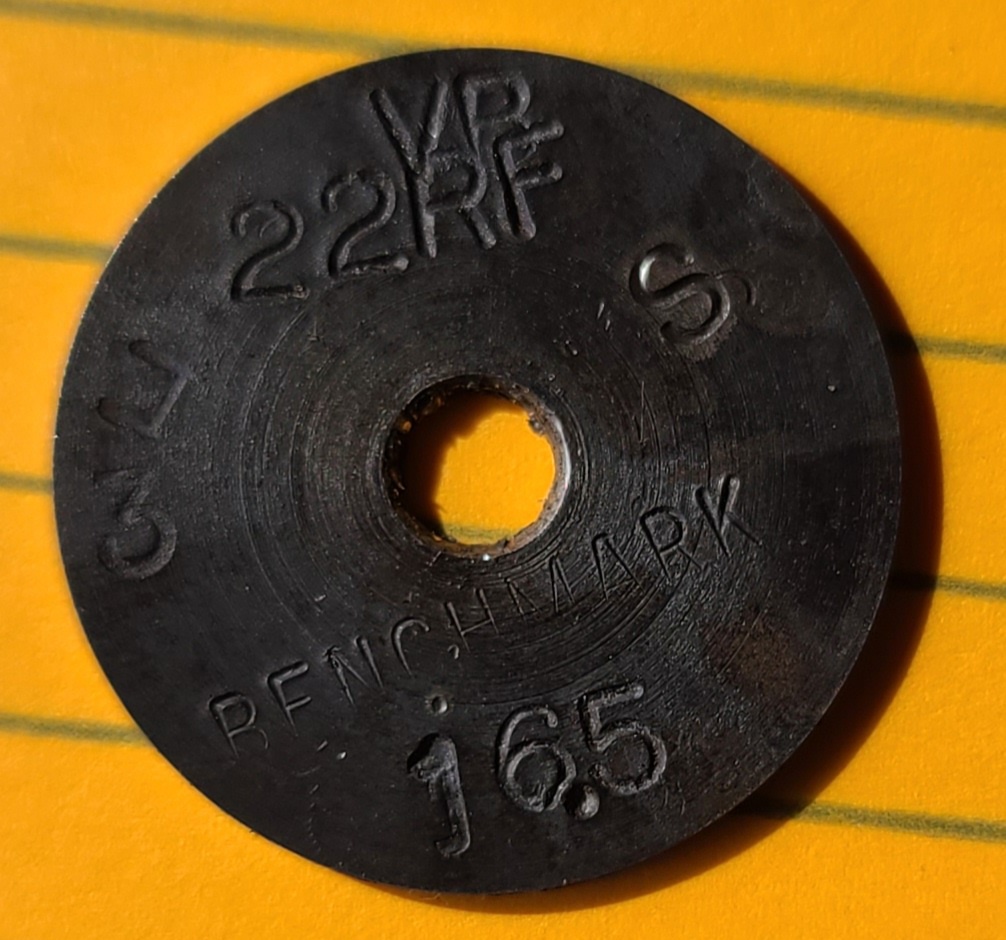 VP
22RF
S
BENCHMARK
16.5